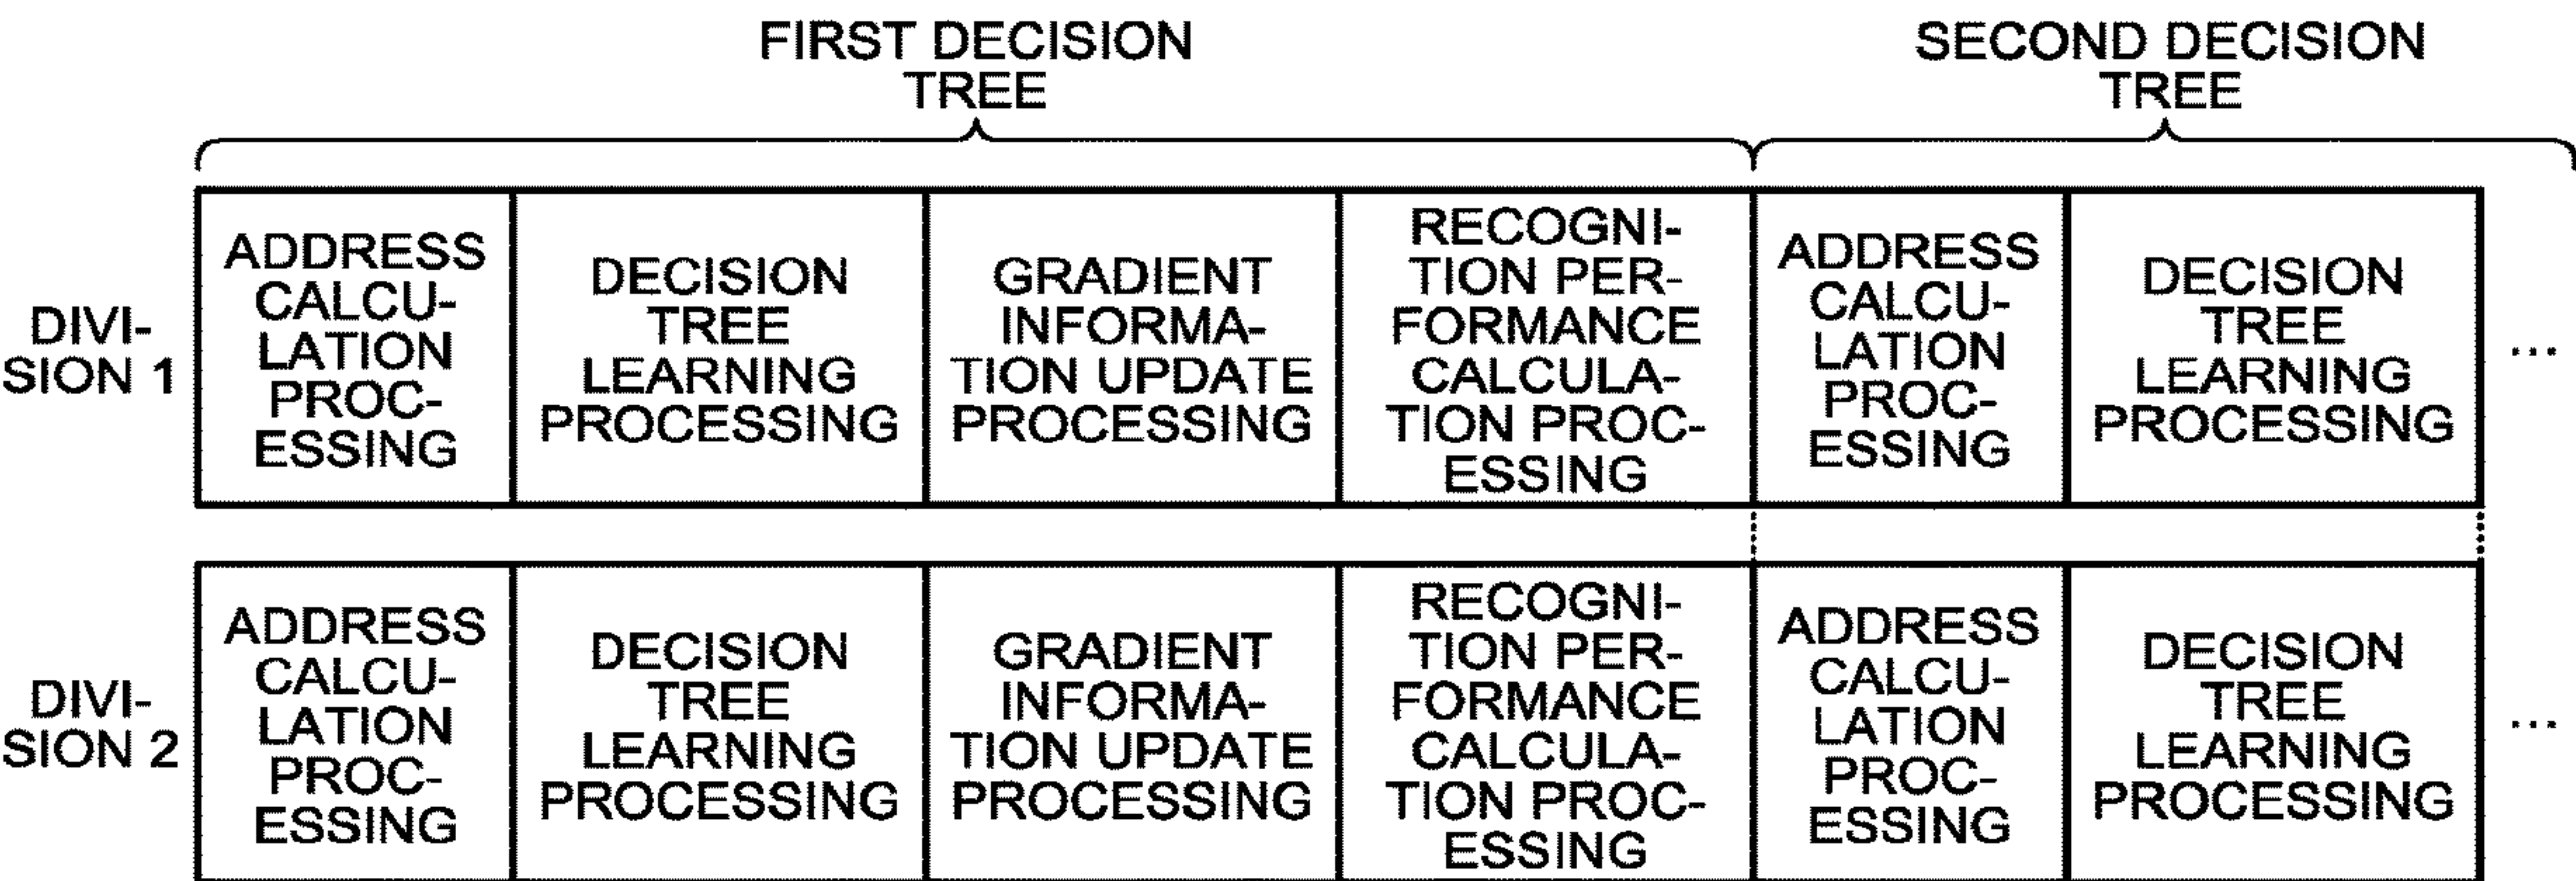 FIRST DECISION
TREE
SECOND DECISION
TREE
DIVI-
SION 1
ADDRESS
CALCU-
LATION
PROC-
ESSING
DECISION
TREE
LEARNING
PROCESSING
GRADIENT
INFORMA-
TION UPDATE
PROCESSING
RECOGNI-
TION PER-
FORMANCE
CALCULA-
TION PROC-
ESSING
ADDRESS
CALCU-
LATION
PROC-
ESSING
DECISION
TREE
LEARNING
PROCESSING
...
DIVI-
SION 2
ADDRESS
CALCU-
LATION
PROC-
ESSING
DECISION
TREE
LEARNING
PROCESSING
GRADIENT
INFORMA-
TION UPDATE
PROCESSING
RECOGNI-
TION PER-
FORMANCE
CALCULA-
TION PROC-
ESSING
ADDRESS
CALCU-
LATION
PROC-
ESSING
DECISION
TREE
LEARNING
PROCESSING
...